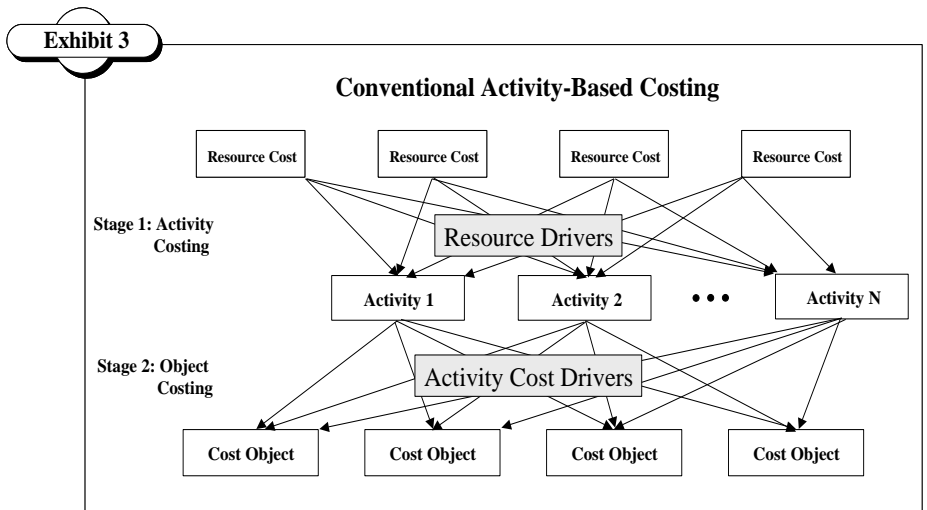 Exhibit 3
Conventional Activity-Based Costing
Resource Cost
Resource Cost
Resource Cost
Resource Cost
Stage 1: Activity
Costing
Resource Drivers
Activity 1
Activity 2
• • •
Activity N
Stage 2: Object
Costing
Activity Cost Drivers
Cost Object
Cost Object
Cost Object
Cost Object